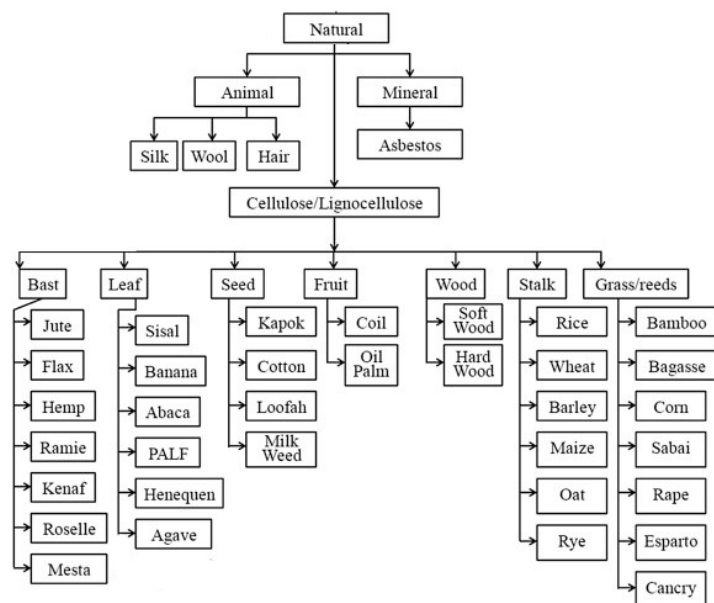 Natural
Animal
Mineral
Silk
Wool
Hair
Asbestos
Cellulose/Lignocellulose
Bast
Leaf
Seed
Fruit
Wood
Stalk
Grass/reeds
Jute
Flax
Hemp
Ramie
Kenaf
Roselle
Mesta
Sisal
Banana
Abaca
PALF
Henequen
Agave
Kapok
Cotton
Loofah
Milk
Weed
Coil
Oil
Palm
Soft
Wood
Hard
Wood
Rice
Wheat
Barley
Maize
Oat
Rye
Bamboo
Bagasse
Corn
Sabai
Rape
Esparto
Cancry